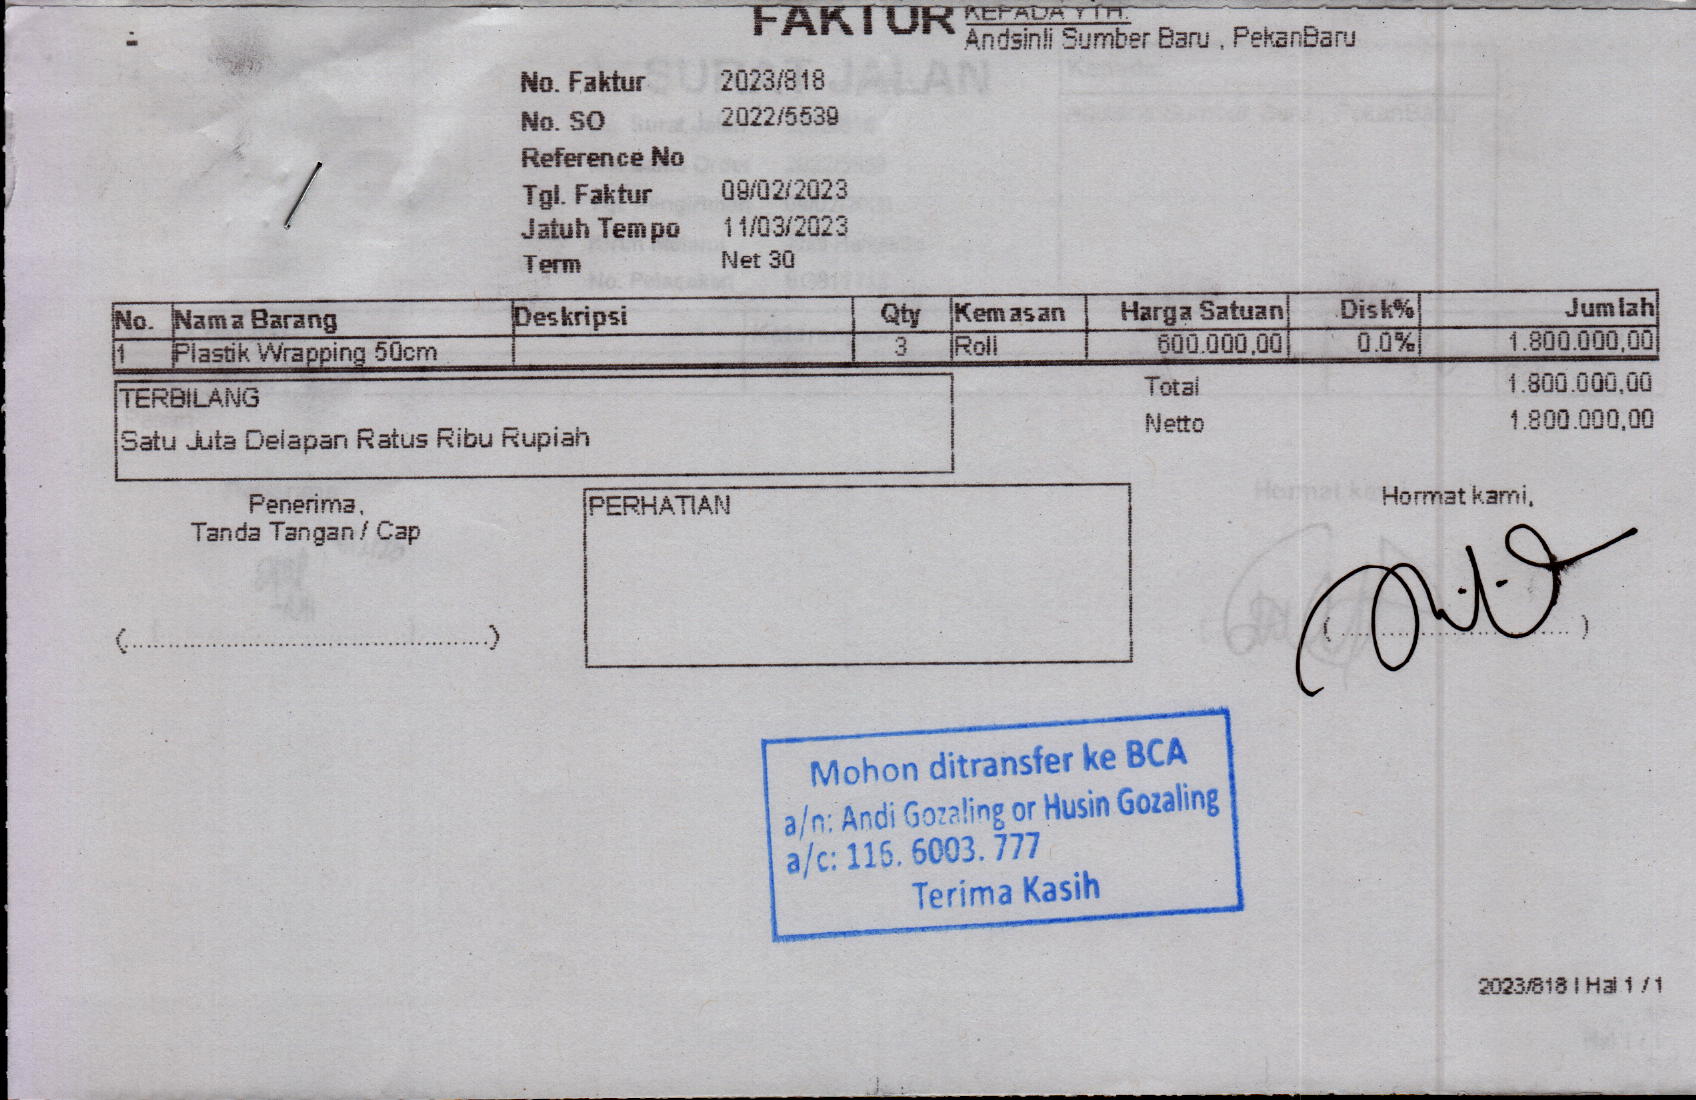 FAKTUR
KEPADA YTH.
Andsinli Sumber Baru , PekanBaru
No. Faktur 2023/818
No. SO 2022/5539
Reference No
Tgl. Faktur 09/02/2023
Jatuh Tempo 11/03/2023
Term Net 30
No. Nama Barang Deskripsi Qty Kemasan Harga Satuan Disk% Jumlah
1 Plastik Wrapping 50cm 3 Roll 600.000,00 0.0% 1.800.000,00
TERBILANG
Satu Juta Delapan Ratus Ribu Rupiah
Total 1.800.000,00
Netto 1.800.000,00
Penerima,
Tanda Tangan / Cap
PERHATIAN
Hormat kami,
(..................................................)
(.................................. )
Mohon ditransfer ke BCA
a/n: Andi Gozaling or Husin Gozaling
a/c: 116. 6003. 777
Terima Kasih
2023/818 | Hal 1 / 1